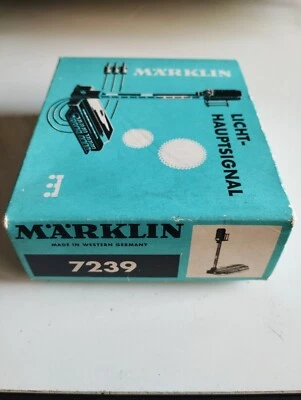 MÄRKLIN
LICHT-
HAUPTSIGNAL
MÄRKLIN
MADE IN WESTERN GERMANY
7239